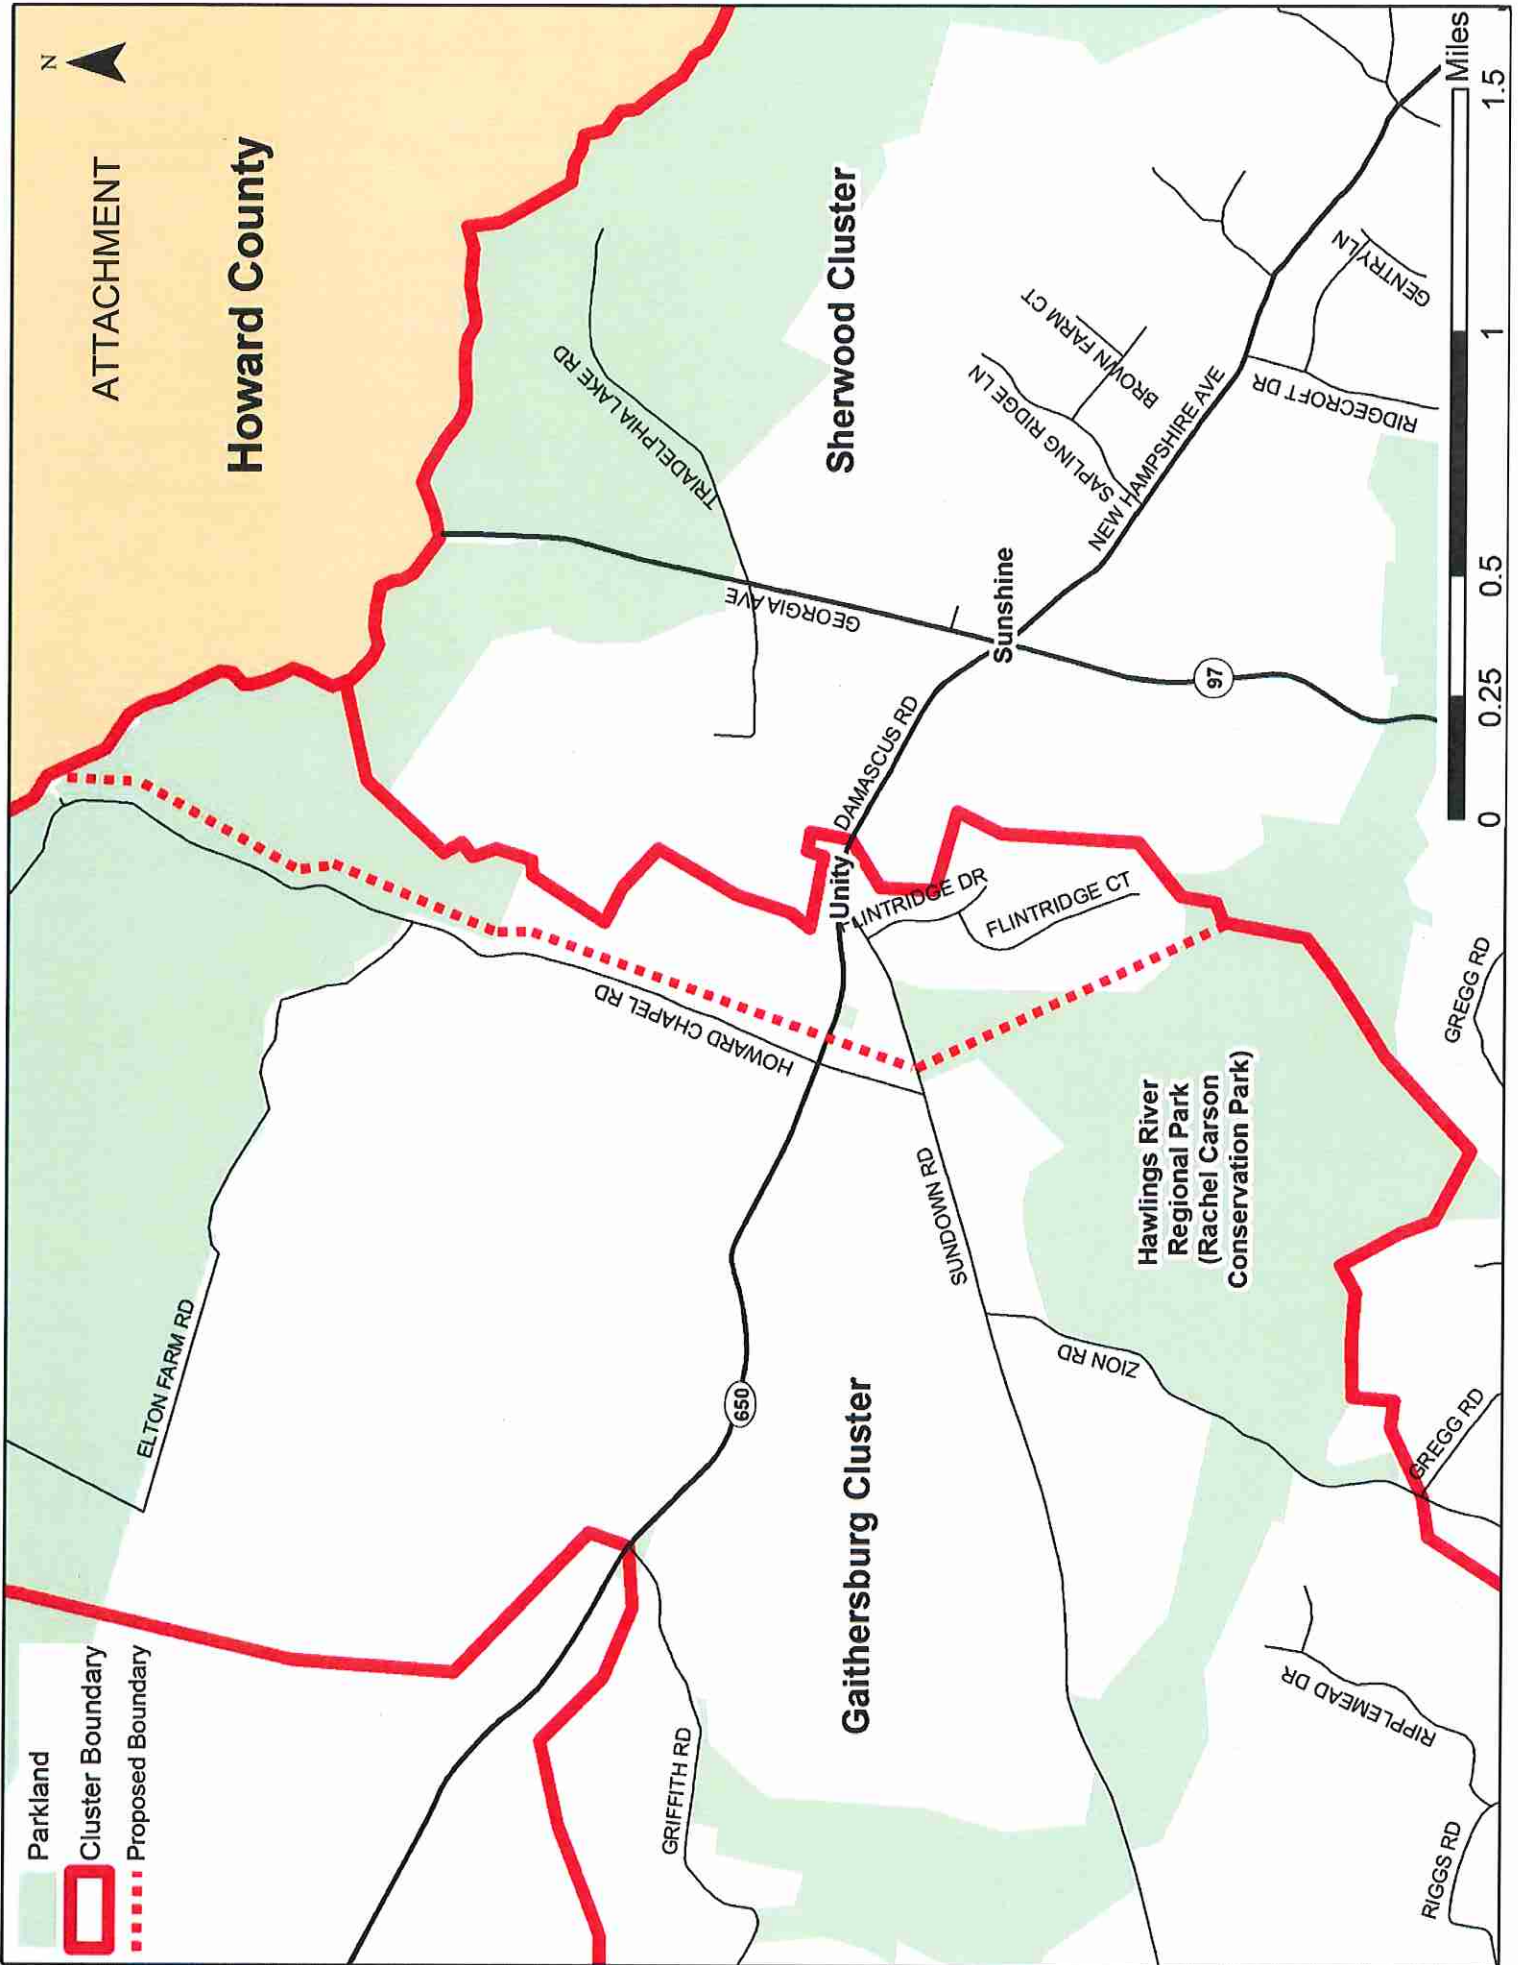 Parkland
Cluster Boundary
Proposed Boundary
ATTACHMENT
N
Howard County
ELTON FARM RD
TRIADELPHIA LAKE RD
HOWARD CHAPEL RD
GEORGIA AVE
GRIFFITH RD
650
Gaithersburg Cluster
Sherwood Cluster
Unity
DAMASCUS RD
FLINTRIDGE DR
FLINTRIDGE CT
SUNDOWN RD
Sunshine
97
NEW HAMPSHIRE AVE
SAPLING RIDGE LN
BROWN FARM CT
RIDGECROFT DR
GENTRY LN
ZION RD
Hawlings River
Regional Park
(Rachel Carson
Conservation Park)
RIPPLEMEAD DR
RIGGS RD
GREGG RD
GREGG RD
Miles
0
0.25
0.5
1
1.5